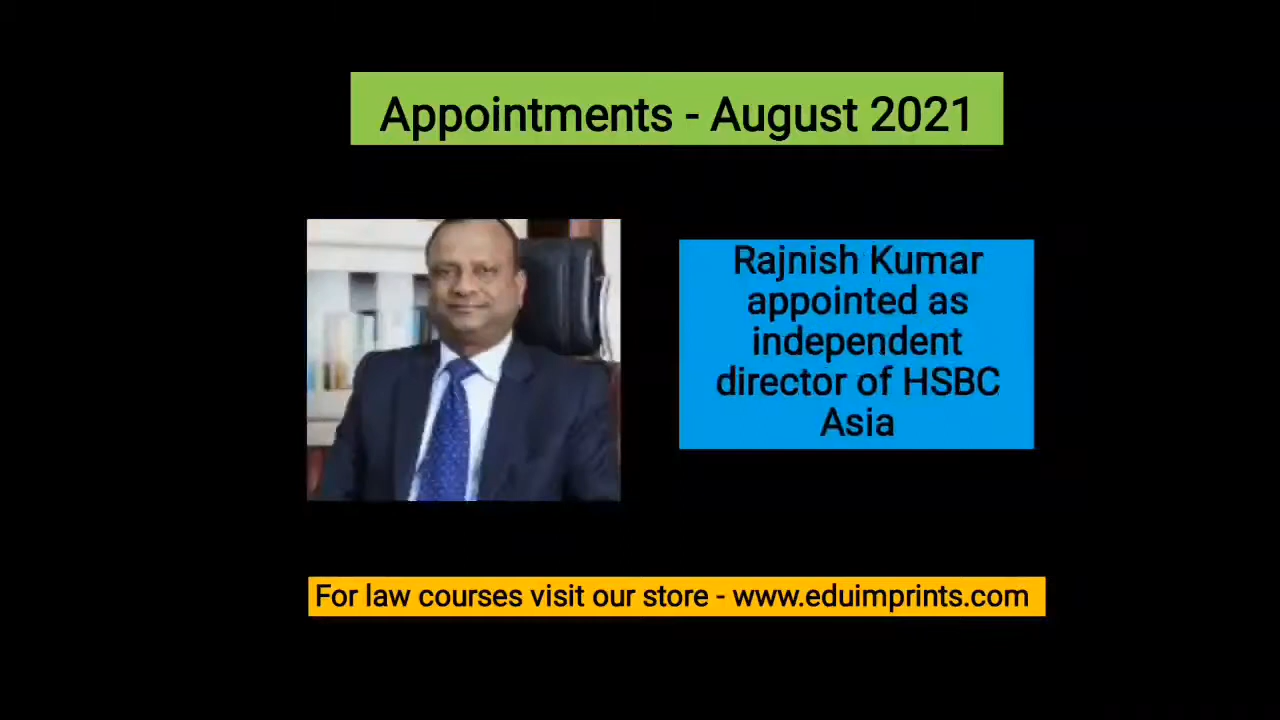 Appointments - August 2021
Rajnish Kumar
appointed as
independent
director of HSBC
Asia
For law courses visit our store - www.eduimprints.com